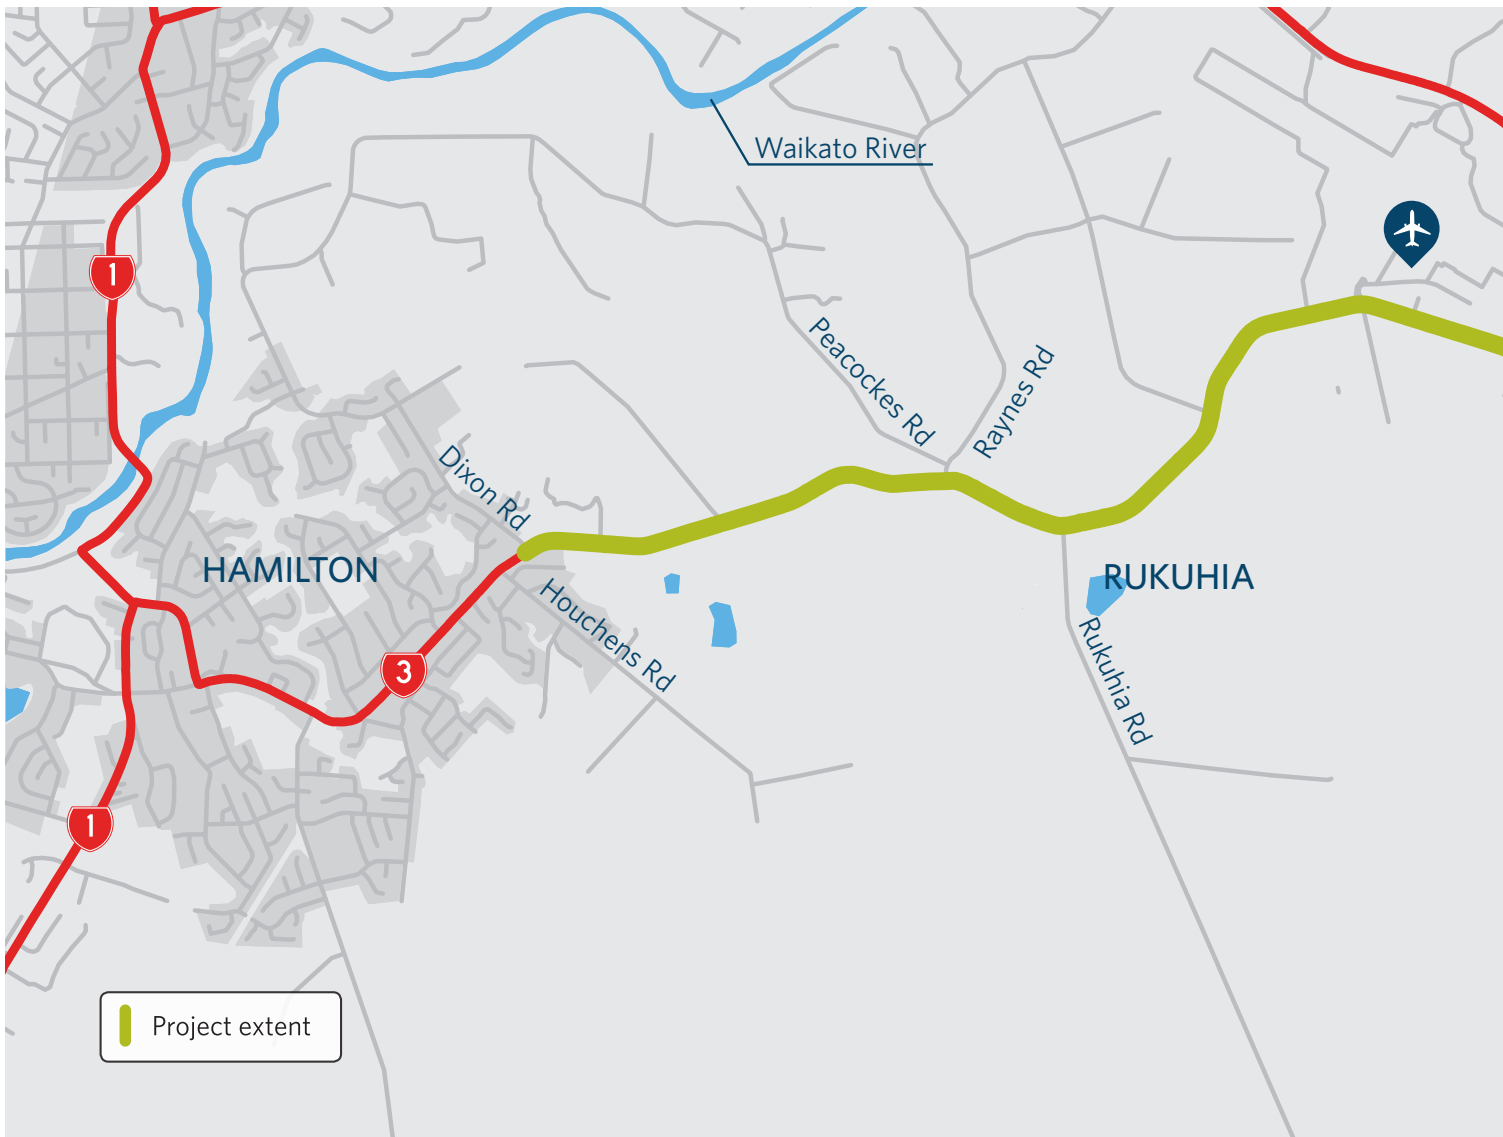 Waikato River
1
Peacockes Rd
Raynes Rd
Dixon Rd
HAMILTON
RUKUHIA
Houchens Rd
3
Rukuhia Rd
1
Project extent